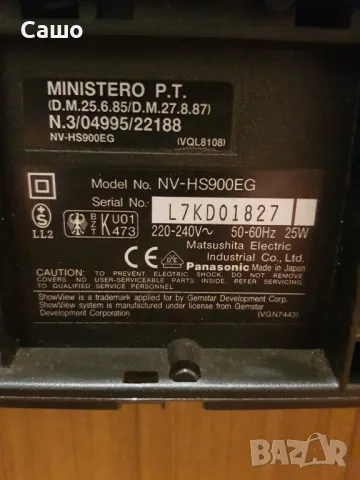 Сашо
MINISTERO P.T.
(D.M.25.6.85/D.M.27.8.87)
N.3/04995/22188
NV-HS900EG (VQL8108)
Model No. NV-HS900EG
Serial No. L7KD01827
220-240V~ 50-60Hz 25W
LLZ
BZT K U01 473
Matsushita Electric
Industrial Co., Ltd.
Panasonic Made in Japan
CE
CAUTION: TO PREVENT ELECTRIC SHOCK, DO NOT REMOVE
COVERS. NO USER-SERVICEABLE PARTS INSIDE. REFER SERVICING
TO QUALIFIED SERVICE PERSONNEL.
ShowView is a trademark applied for by Gemstar Development Corp.
ShowView system is manufactured under license from Gemstar
Development Corporation. (VGN7443)
BAZAR